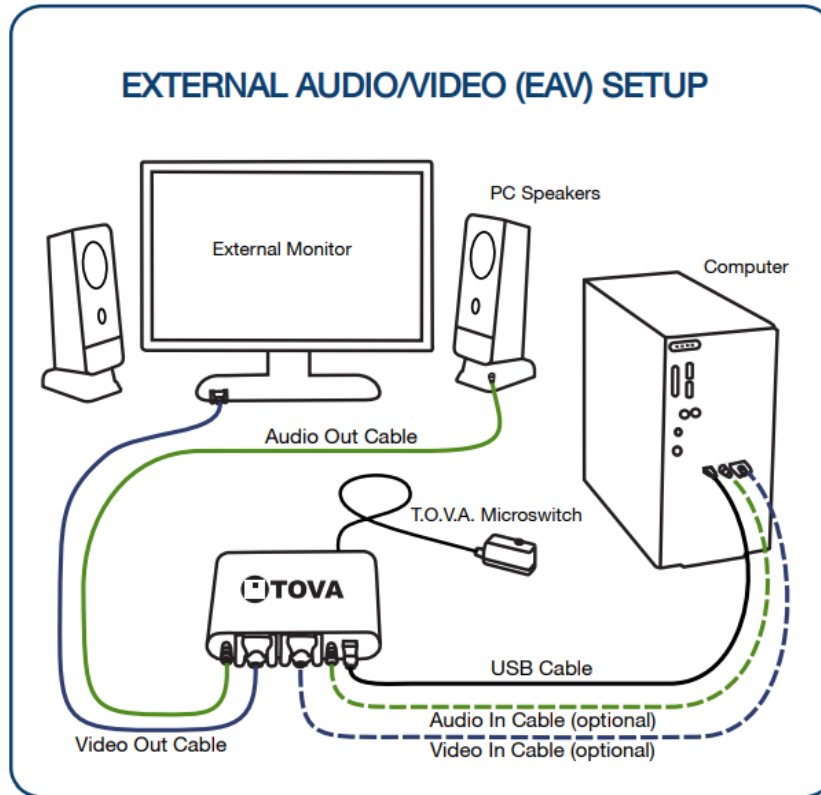 EXTERNAL AUDIO/VIDEO (EAV) SETUP
PC Speakers
External Monitor
Computer
Audio Out Cable
T.O.V.A. Microswitch
TOVA
USB Cable
Audio In Cable (optional)
Video Out Cable
Video In Cable (optional)